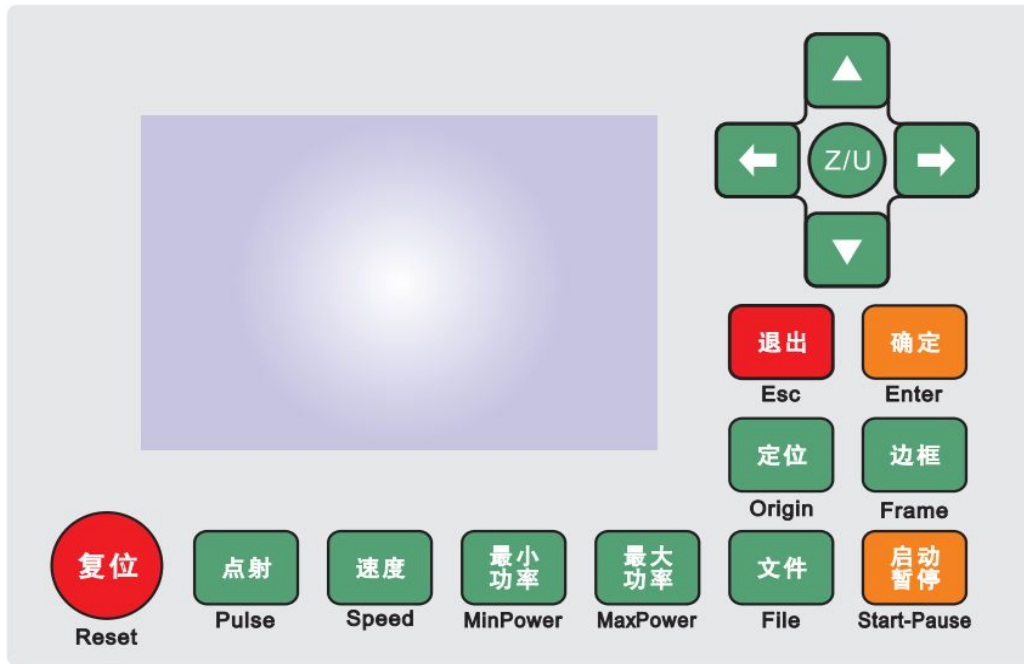 Z/U
退出
确定
Esc
Enter
定位
边框
Origin
Frame
复位
点射
速度
最小
功率
最大
功率
文件
启动
暂停
Reset
Pulse
Speed
MinPower
MaxPower
File
Start-Pause